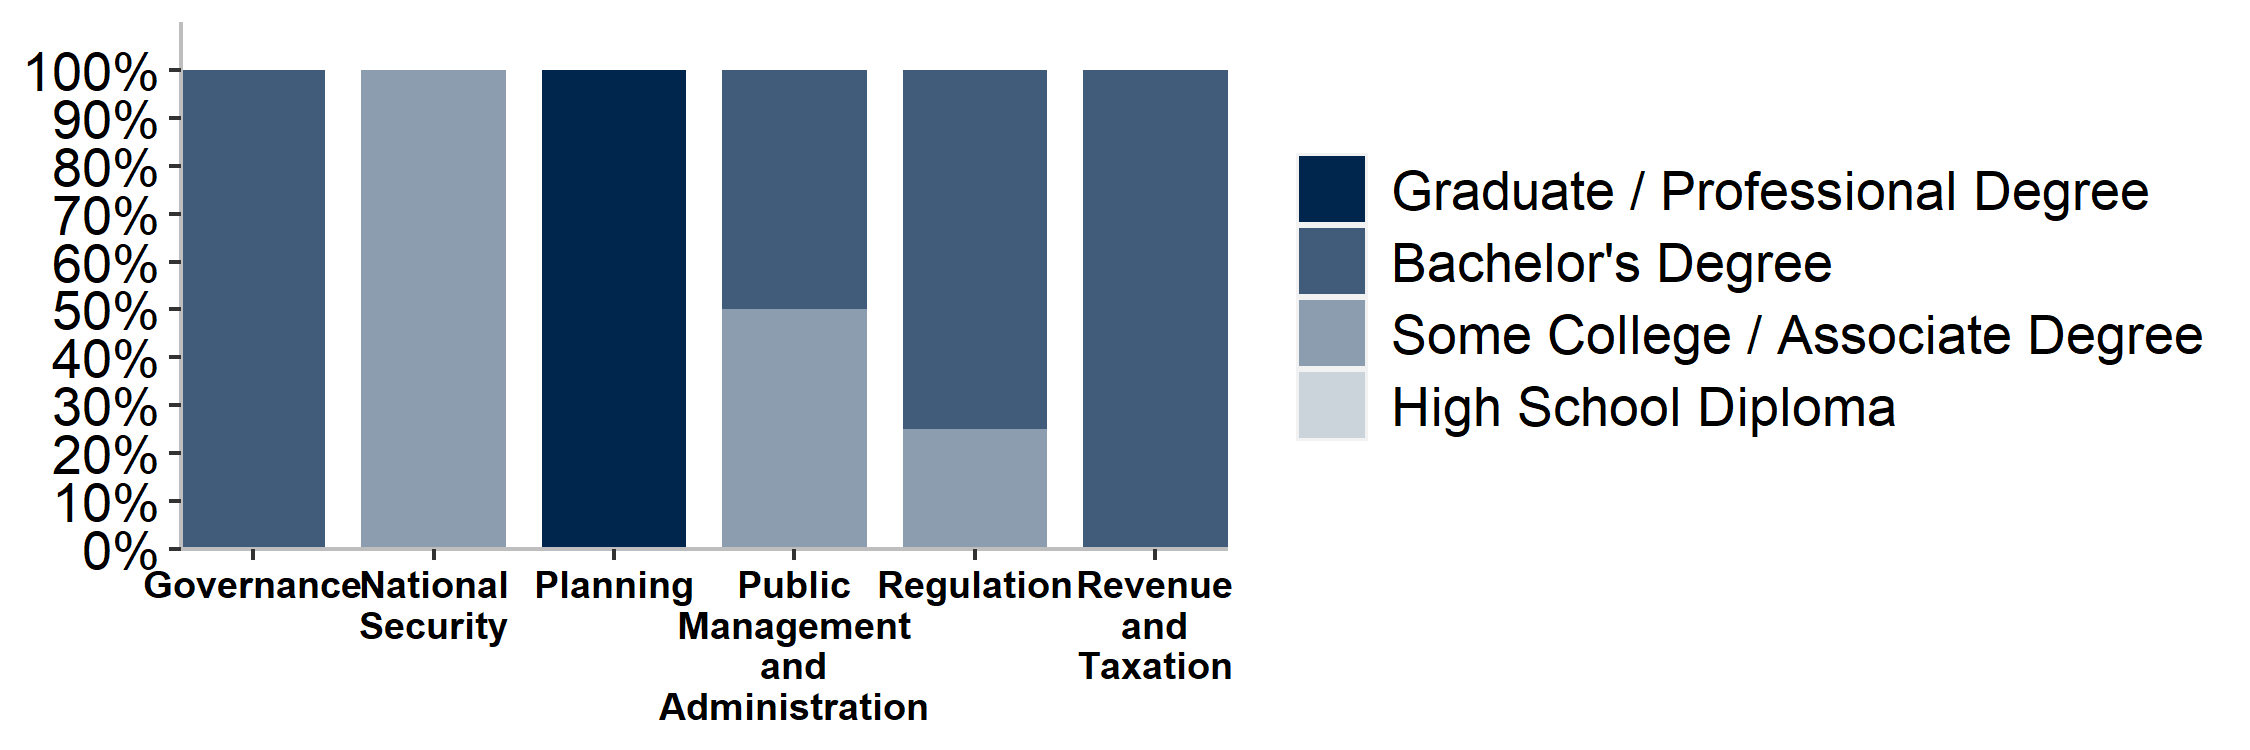 100%
90%
80%
70%
60%
50%
40%
30%
20%
10%
0%
Governance
National
Security
Planning
Public
Management
and
Administration
Regulation
Revenue
and
Taxation
Graduate / Professional Degree
Bachelor's Degree
Some College / Associate Degree
High School Diploma